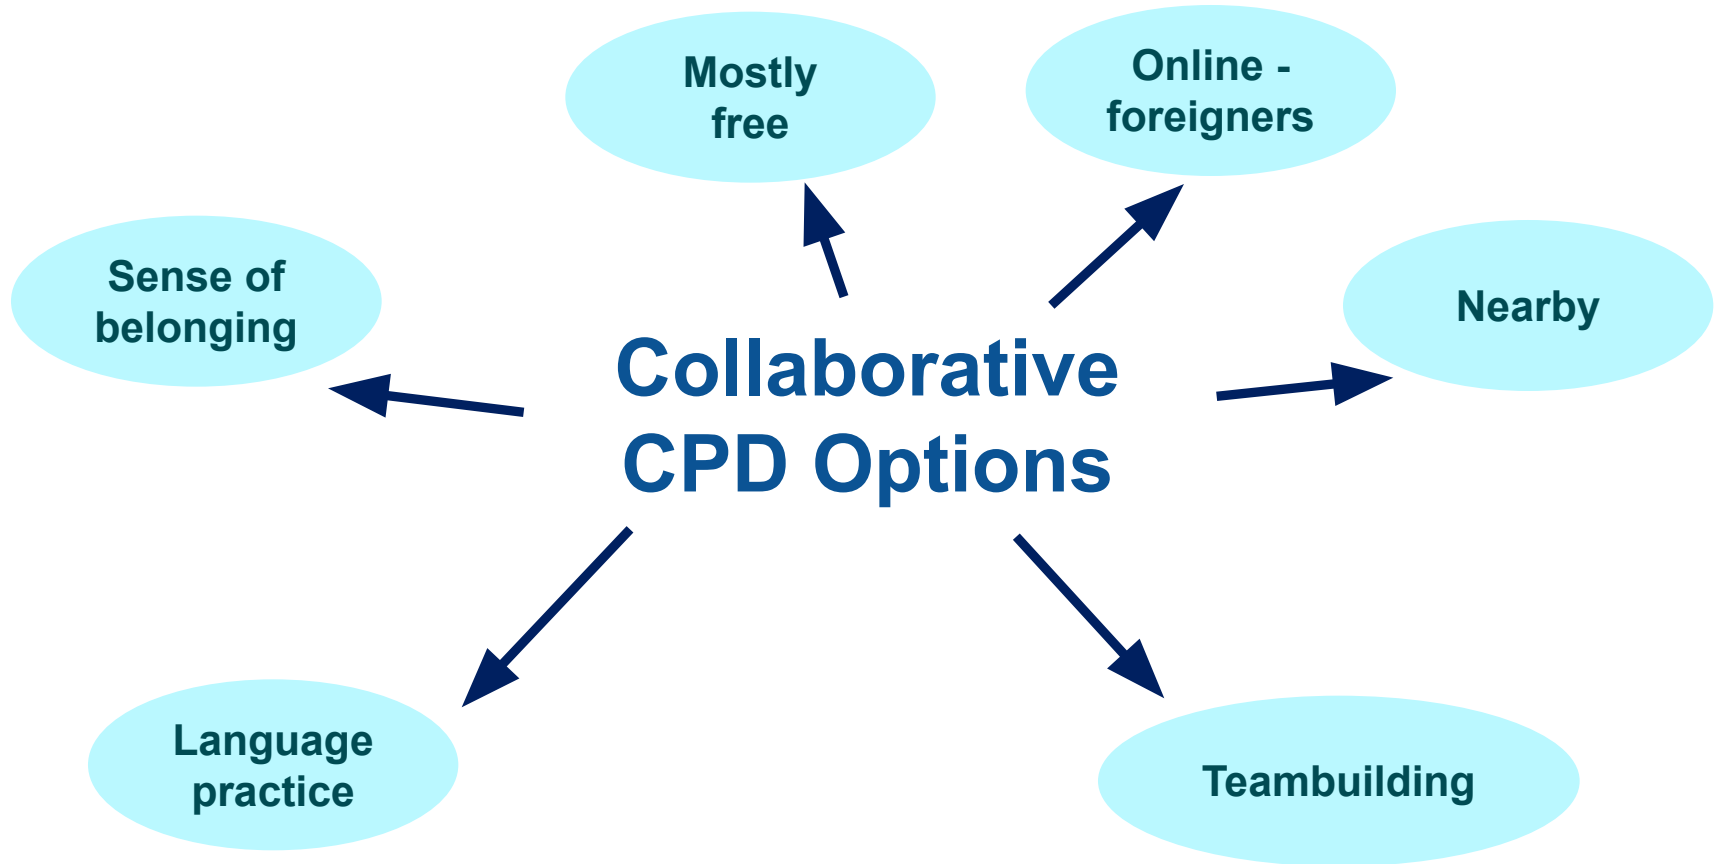 Mostly
free
Online -
foreigners
Sense of
belonging
Nearby
Collaborative
CPD Options
Language
practice
Teambuilding